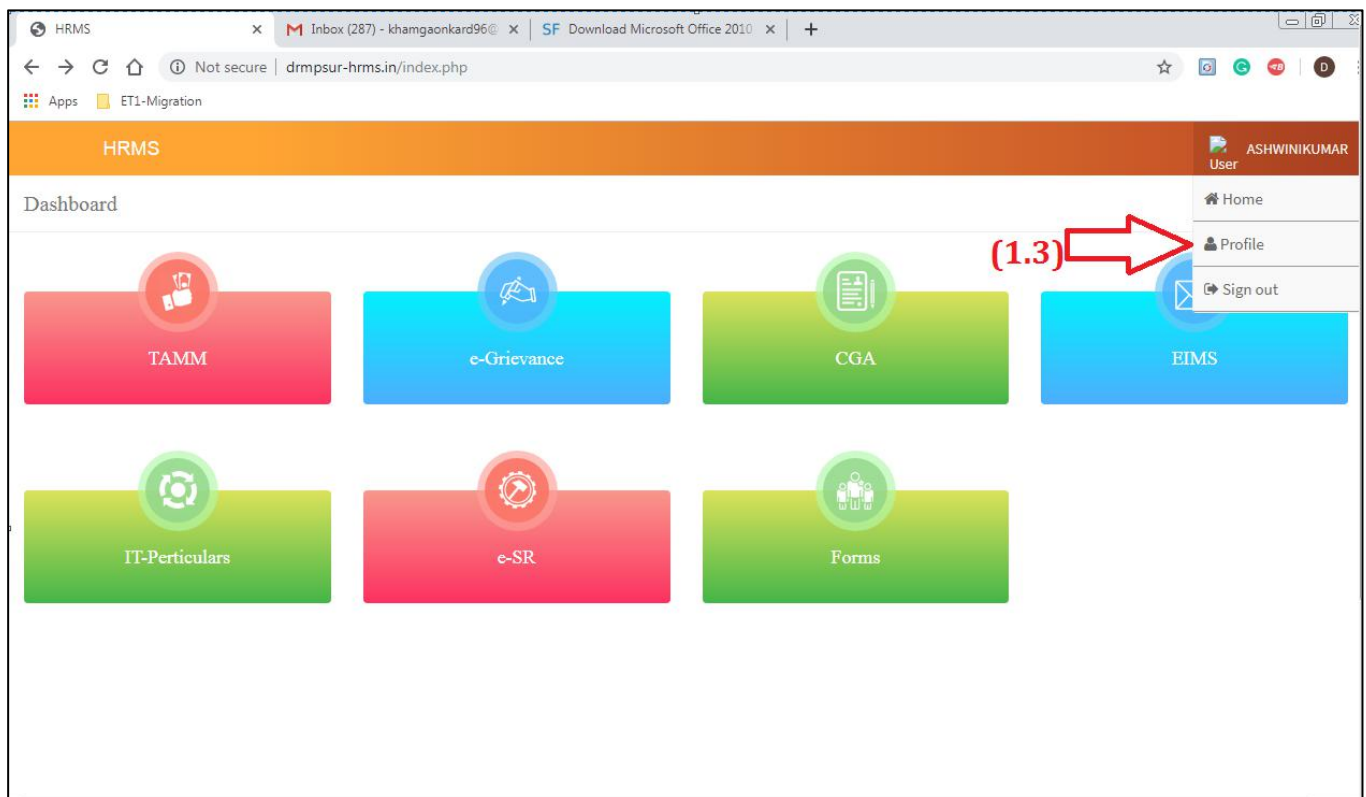 HRMS
Inbox (287) - khamgaonkard96@
SF Download Microsoft Office 2010
Not secure | drmpsur-hrms.in/index.php
D
Apps ET1-Migration
HRMS
User ASHWINIKUMAR
Dashboard
Home
(1.3)
Profile
Sign out
TAMM
e-Grievance
CGA
EIMS
IT-Perticulars
e-SR
Forms